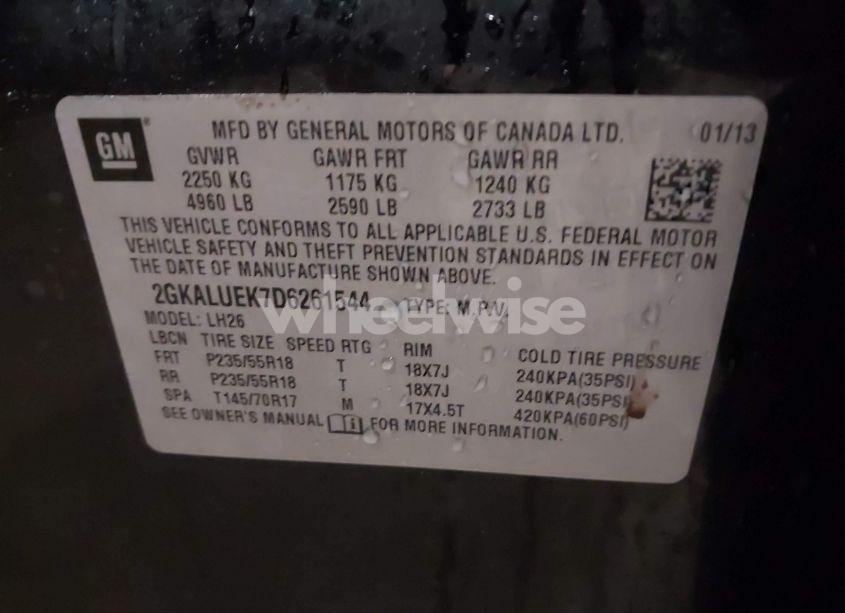 GM ® MFD BY GENERAL MOTORS OF CANADA LTD. 01/13
GVWR GAWR FRT GAWR RR
2250 KG 1175 KG 1240 KG
4960 LB 2590 LB 2733 LB
THIS VEHICLE CONFORMS TO ALL APPLICABLE U.S. FEDERAL MOTOR
VEHICLE SAFETY AND THEFT PREVENTION STANDARDS IN EFFECT ON
THE DATE OF MANUFACTURE SHOWN ABOVE.
2GKALUEK7D6261544 TYPE: M.P.V.
wheelwise
MODEL: LH26
LBCN TIRE SIZE SPEED RTG RIM COLD TIRE PRESSURE
FRT P235/55R18 T 18X7J 240KPA(35PSI)
RR P235/55R18 T 18X7J 240KPA(35PSI)
SPA T145/70R17 M 17X4.5T 420KPA(60PSI)
SEE OWNER'S MANUAL i FOR MORE INFORMATION.